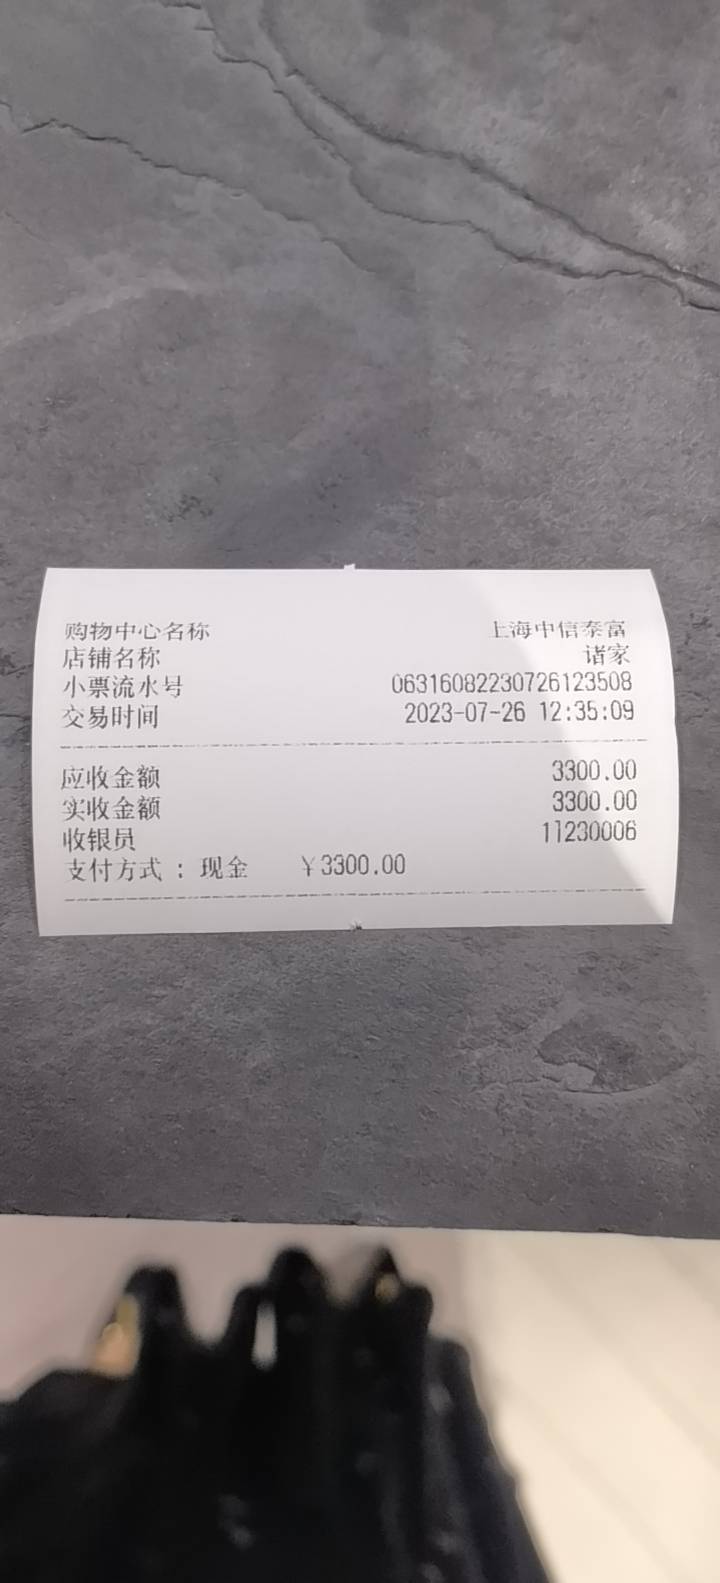 购物中心名称 上海中信泰富
店铺名称 诸家
小票流水号 06316082230726123508
交易时间 2023-07-26 12:35:09
应收金额 3300.00
实收金额 3300.00
收银员 11230006
支付方式 : 现金 ￥3300.00